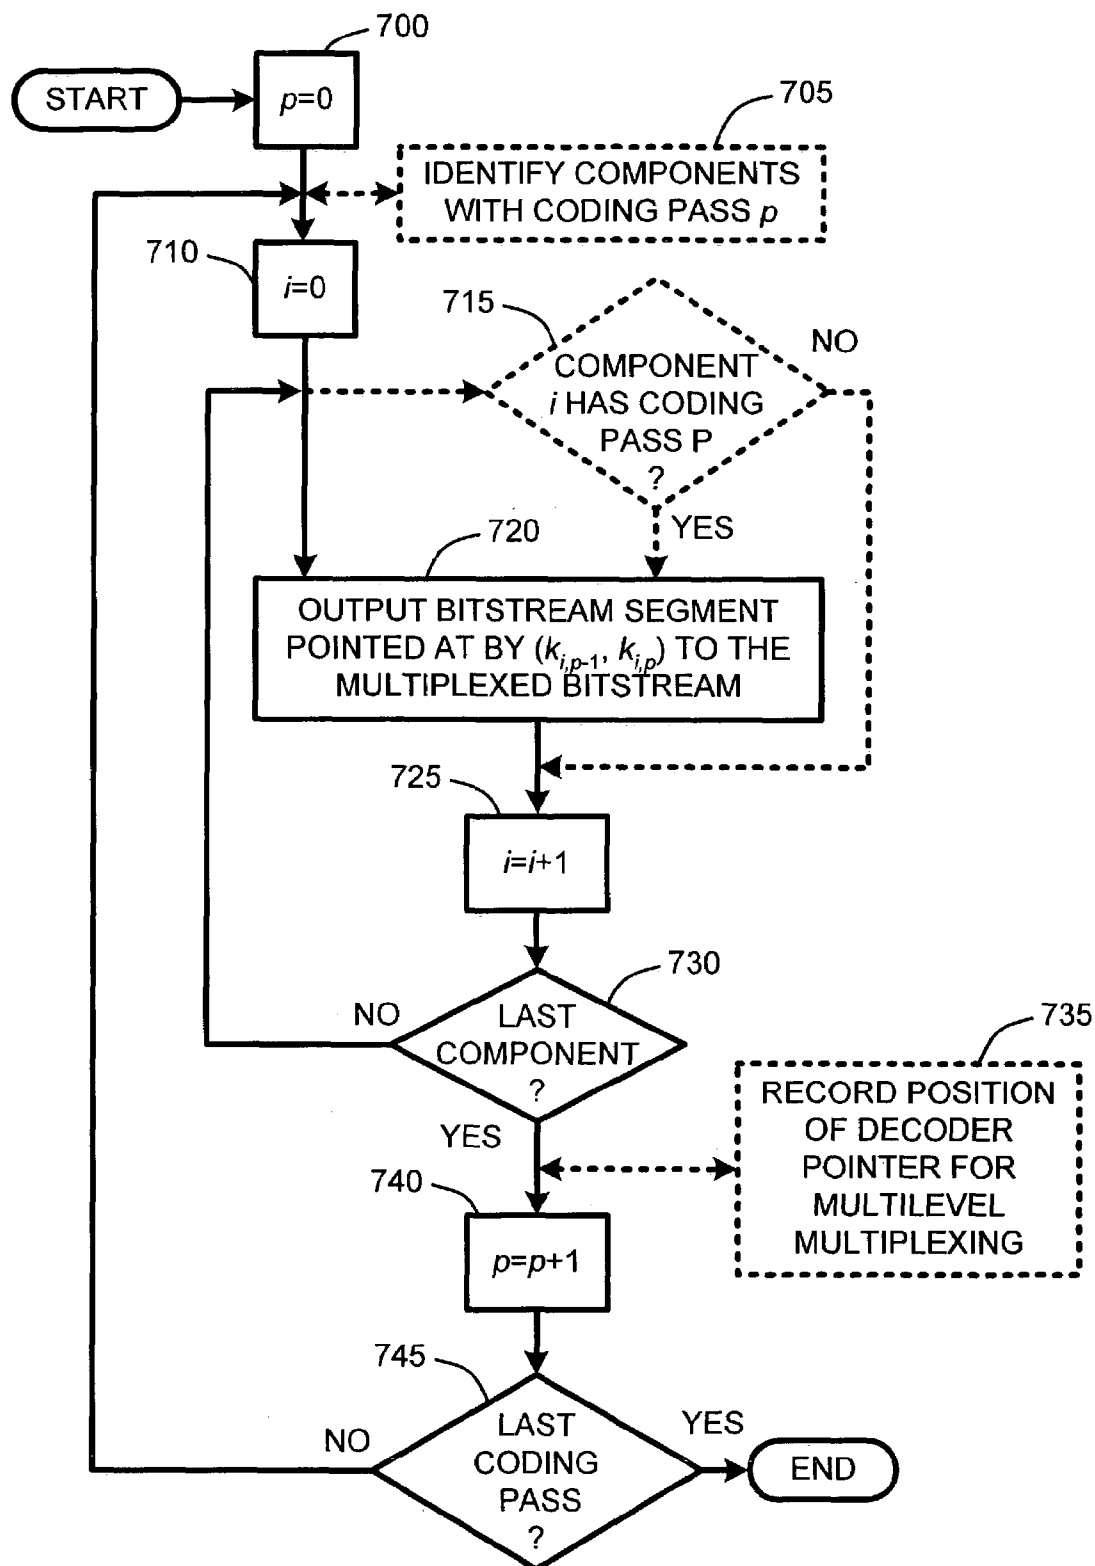 700
START
p=0
705
IDENTIFY COMPONENTS
WITH CODING PASS p
710
i=0
715
NO
COMPONENT
i HAS CODING
PASS P
?
YES
720
OUTPUT BITSTREAM SEGMENT
POINTED AT BY (k_{i,p-1}, k_{i,p}) TO THE
MULTIPLEXED BITSTREAM
725
i=i+1
730
NO
LAST
COMPONENT
?
YES
735
RECORD POSITION
OF DECODER
POINTER FOR
MULTILEVEL
MULTIPLEXING
740
p=p+1
745
NO
LAST
CODING
PASS
?
YES
END